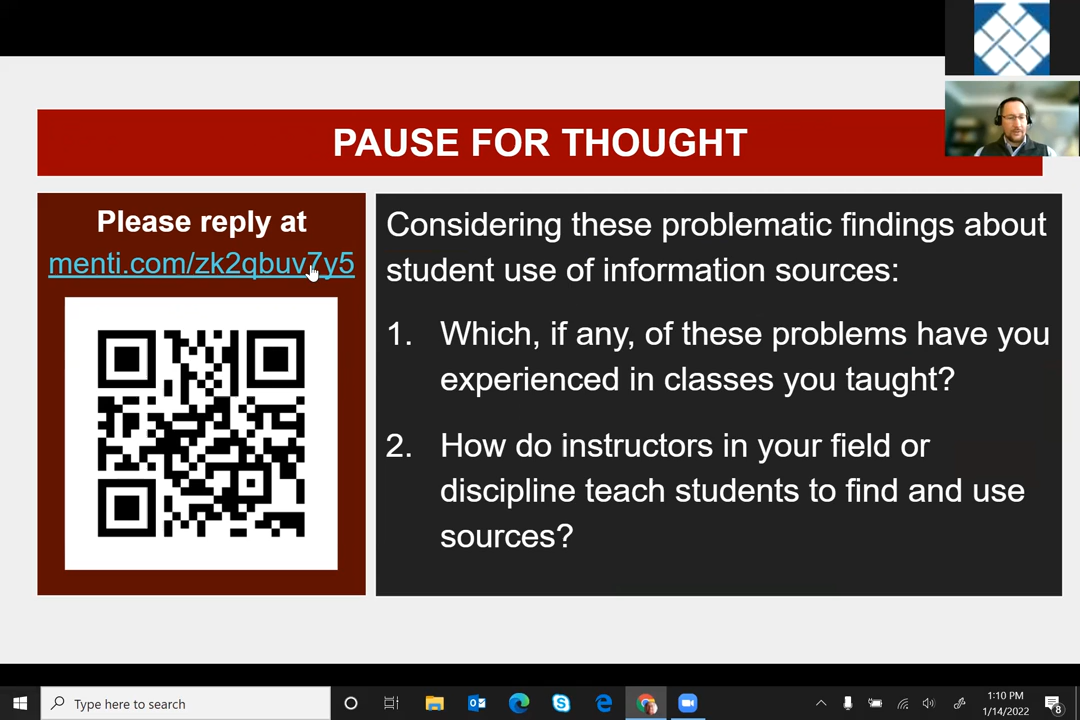 PAUSE FOR THOUGHT
Please reply at
menti.com/zk2qbuv7y5
Considering these problematic findings about
student use of information sources:
1. Which, if any, of these problems have you
experienced in classes you taught?
2. How do instructors in your field or
discipline teach students to find and use
sources?
Type here to search
1:10 PM
1/14/2022
8